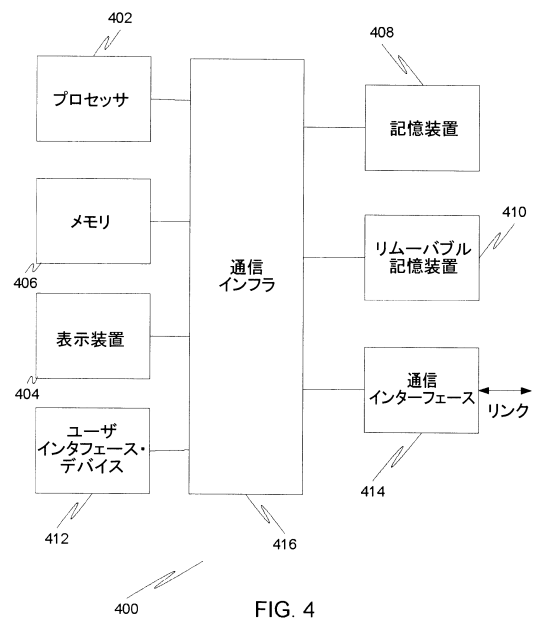 402
プロセッサ
408
記憶装置
メモリ
406
410
リムーバブル
記憶装置
通信
インフラ
表示装置
404
通信
インターフェース
リンク
414
ユーザ
インタフェース・
デバイス
412
416
400
FIG. 4